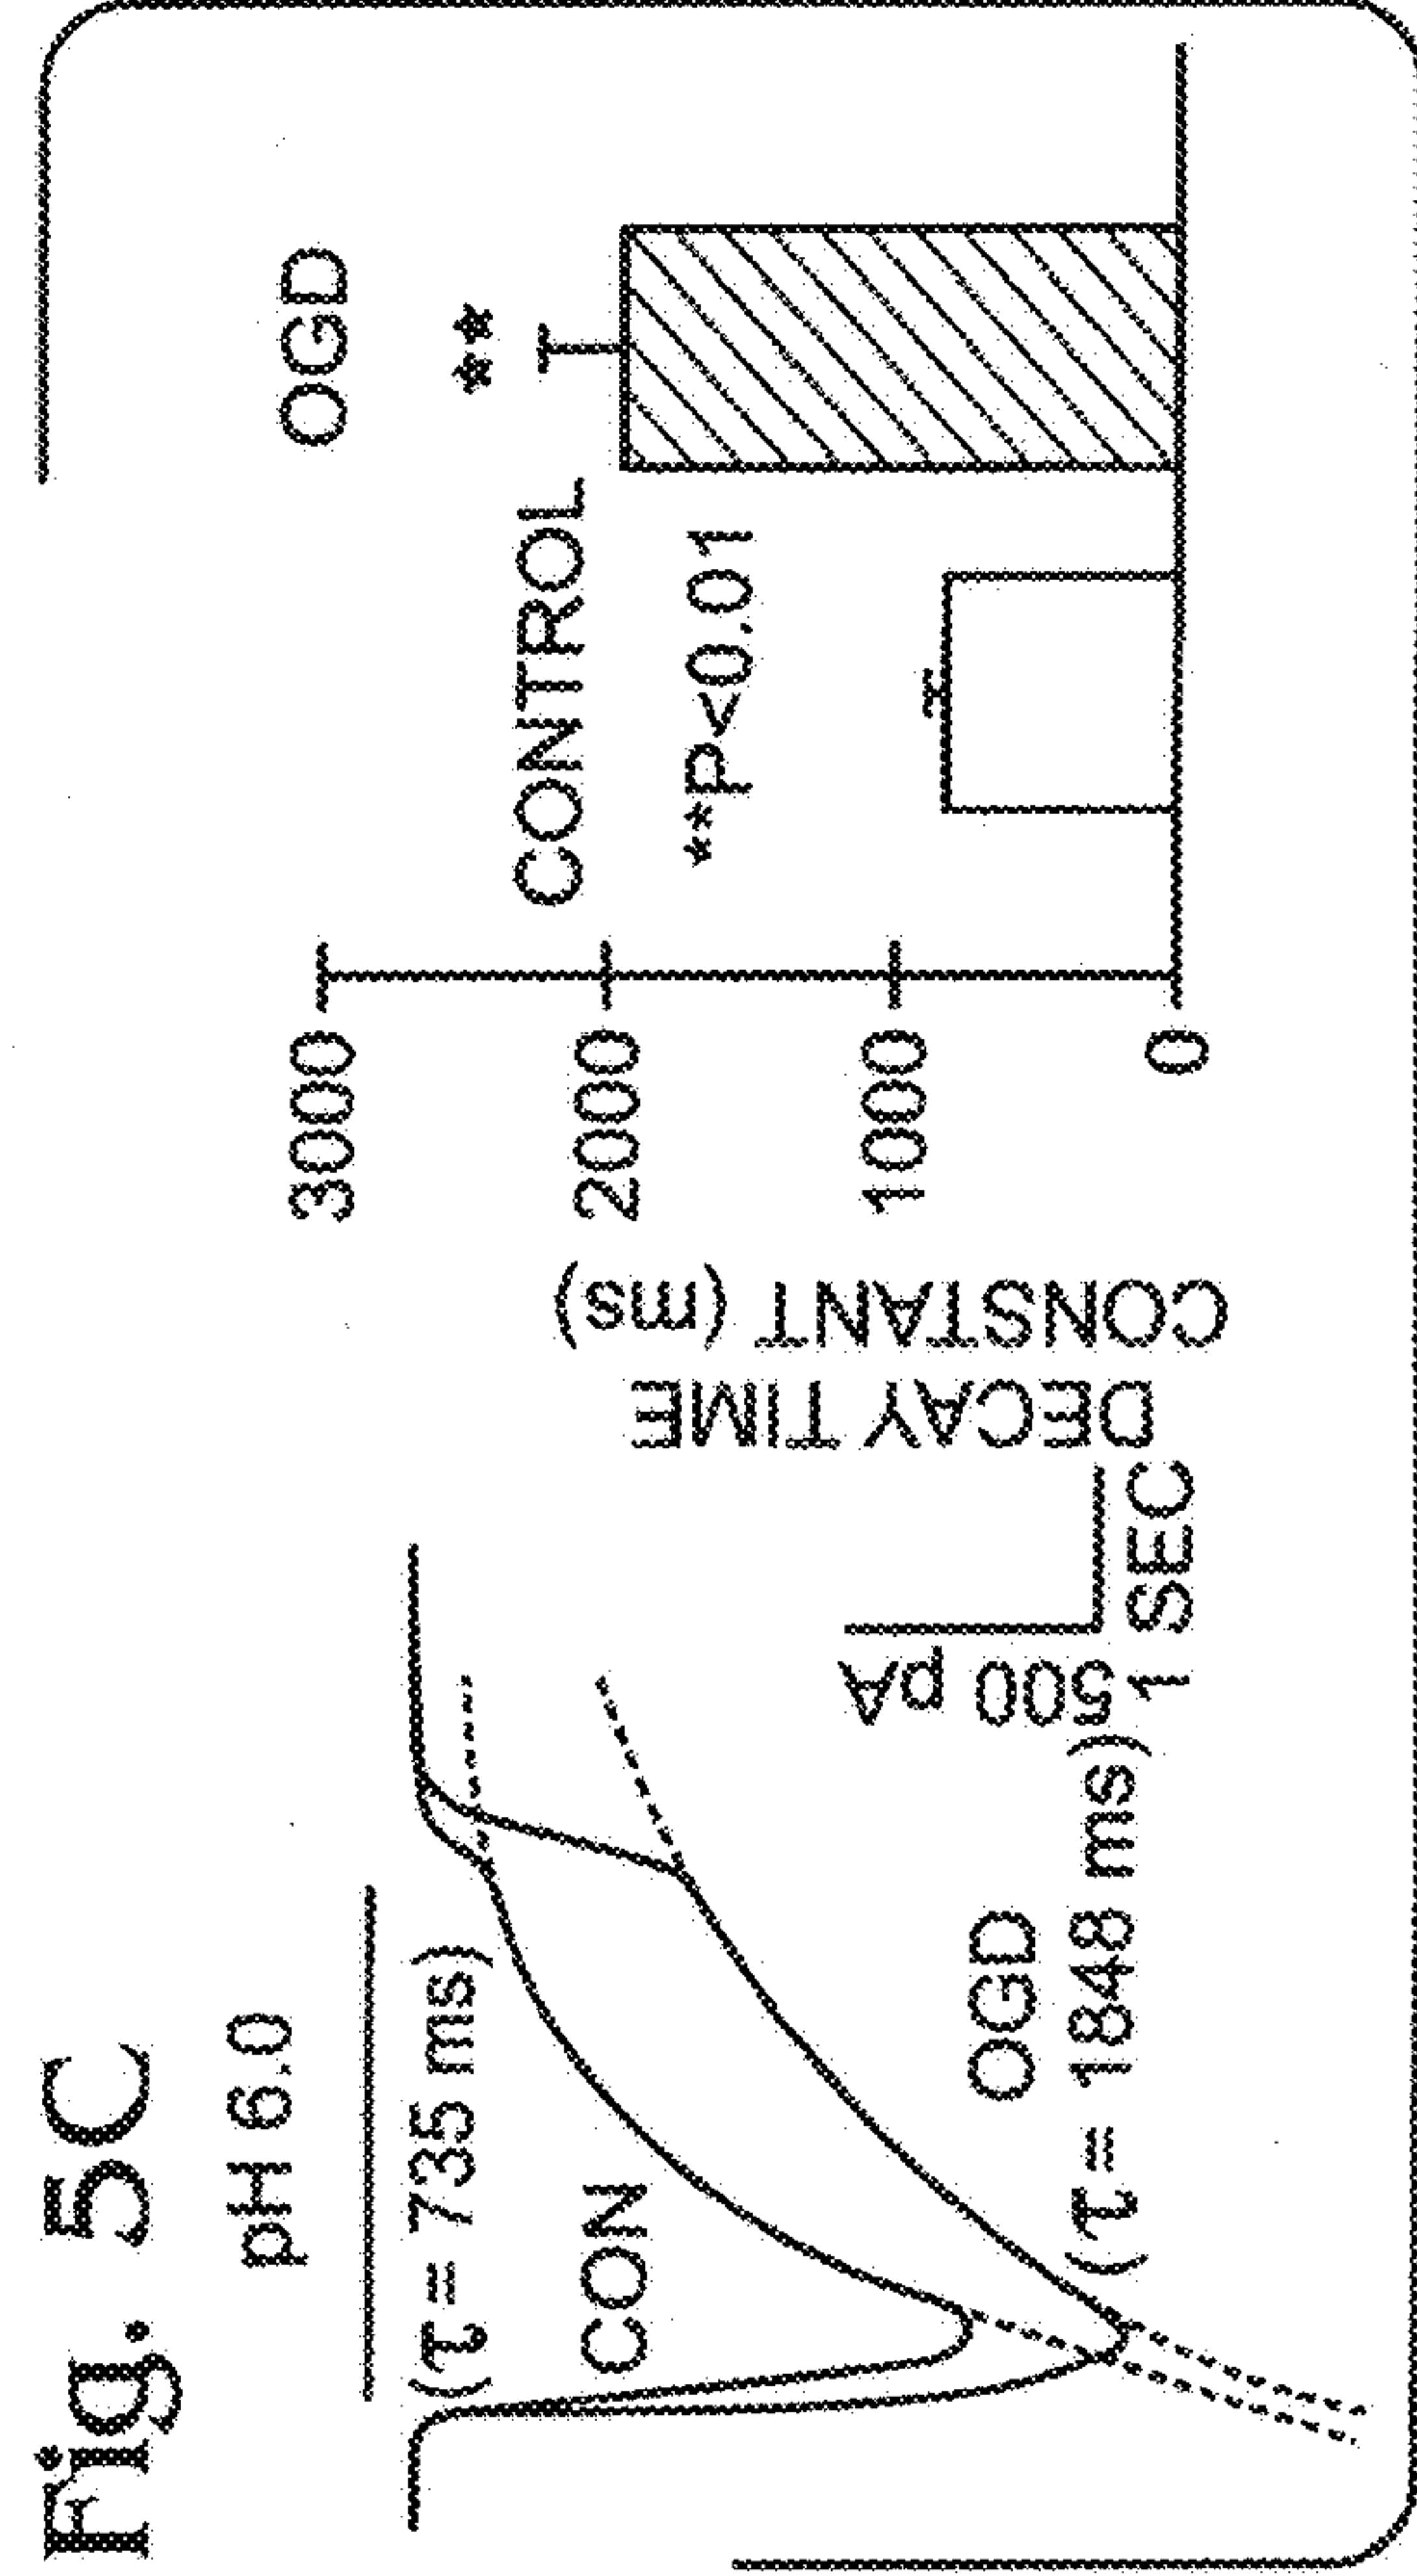 Fig. 5C
pH 6.0
(τ = 735 ms)
CON
OGD
(τ = 1848 ms)
500 pA
1 SEC
DECAY TIME
CONSTANT (ms)
3000
2000
1000
0
CONTROL
**P<0.01
OGD
**